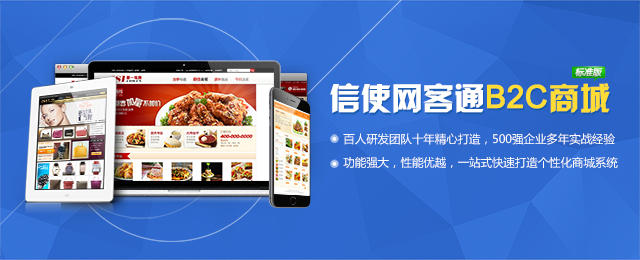 标准版
信使网客通B2C商城
百人研发团队十年精心打造，500强企业多年实战经验
功能强大，性能优越，一站式快速打造个性化商城系统
400-000-0000